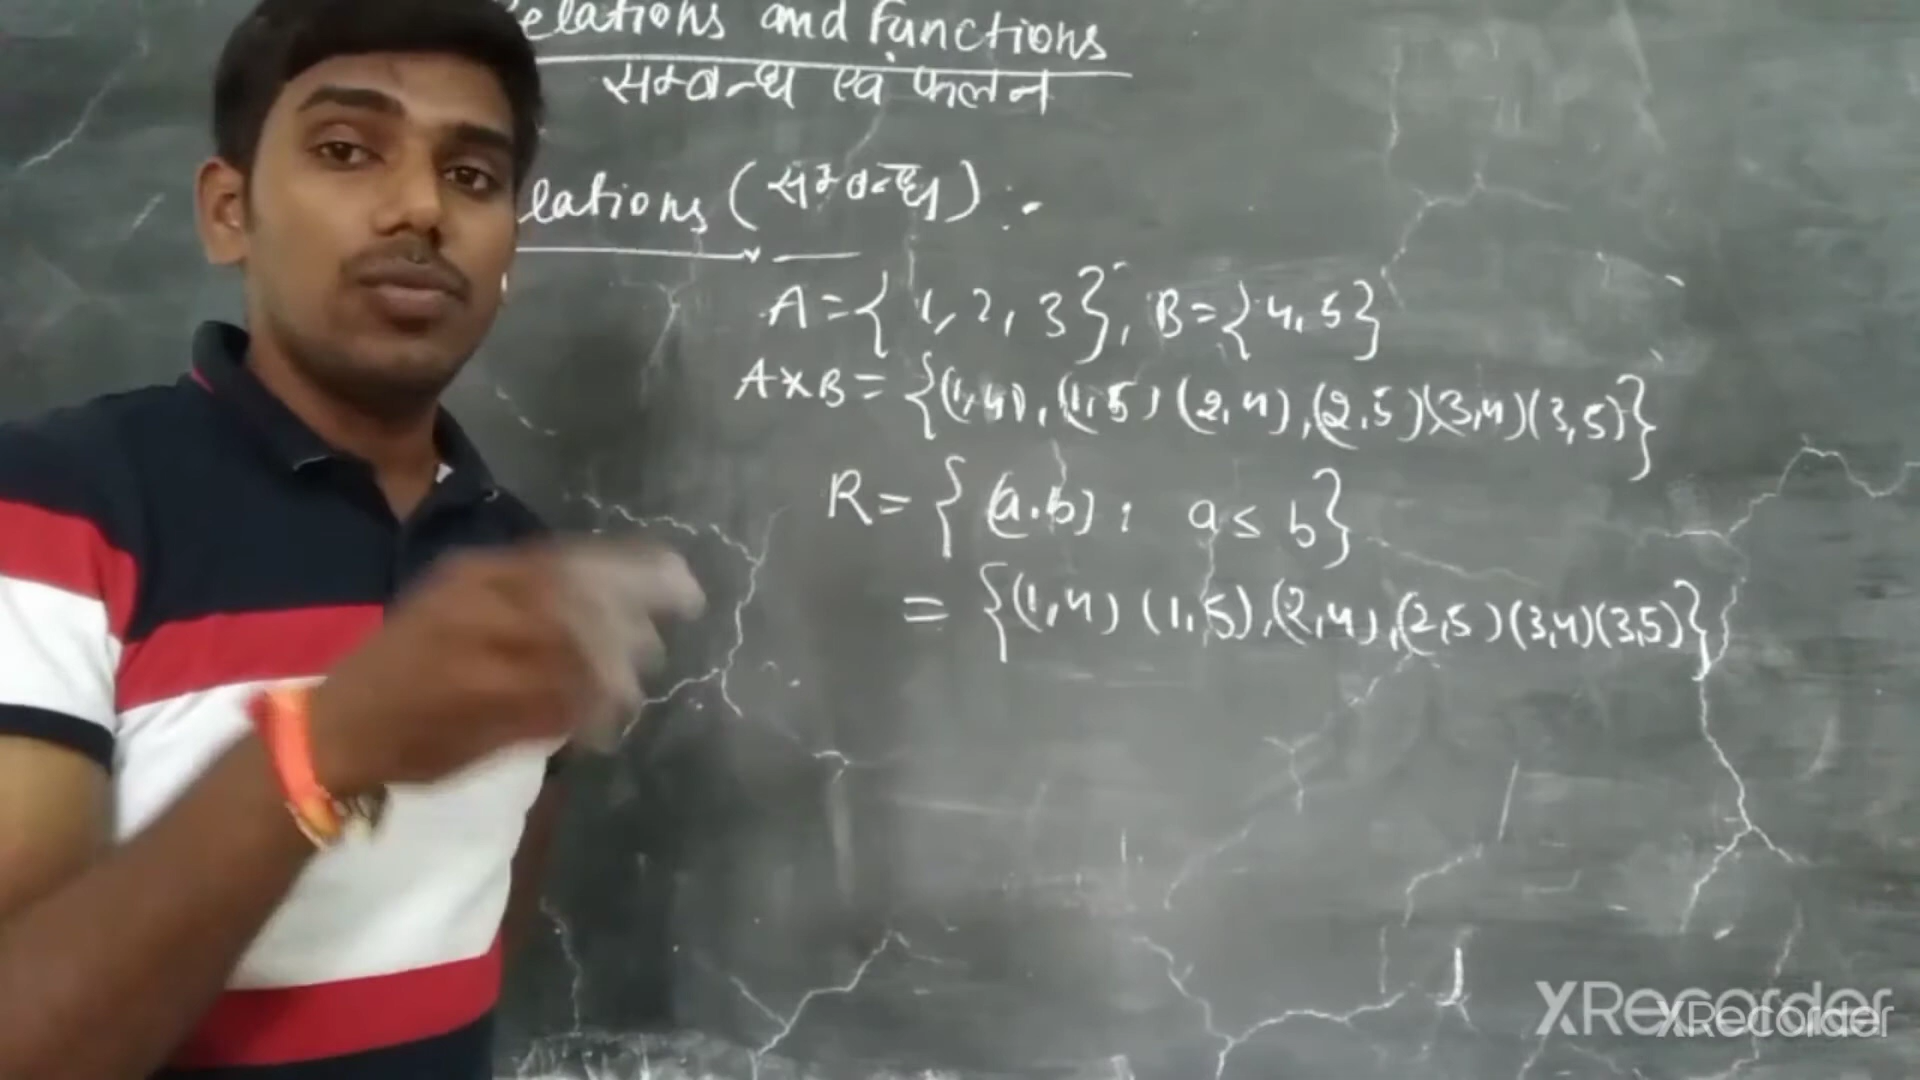 elations and Functions
सम्बन्ध एवं फलन
elations (सम्बन्ध) :
A = { 1, 2, 3 }, B = { 4, 5 }
A×B = {(1,4), (1,5) (2,4), (2,5) (3,4) (3,5)}
R = { (a.b) : a ≤ b }
= {(1,4) (1,5), (2,4), (2,5) (3,4) (3,5)}
XRecorder
XRecorder